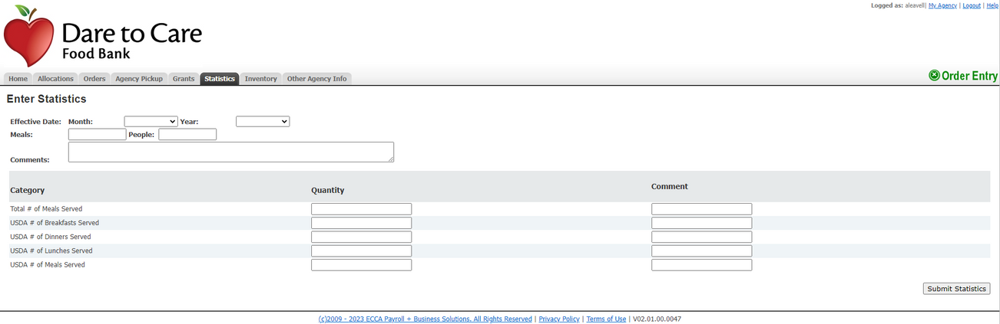 Logged as: aleavell| My Agency | Logout | Help
Dare to Care
Food Bank
Home Allocations Orders Agency Pickup Grants Statistics Inventory Other Agency Info
Order Entry
Enter Statistics
Effective Date: Month: Year:
Meals: People:
Comments:
Category Quantity Comment
Total # of Meals Served
USDA # of Breakfasts Served
USDA # of Dinners Served
USDA # of Lunches Served
USDA # of Meals Served
Submit Statistics
(c)2009 - 2023 ECCA Payroll + Business Solutions. All Rights Reserved | Privacy Policy | Terms of Use | V02.01.00.0047